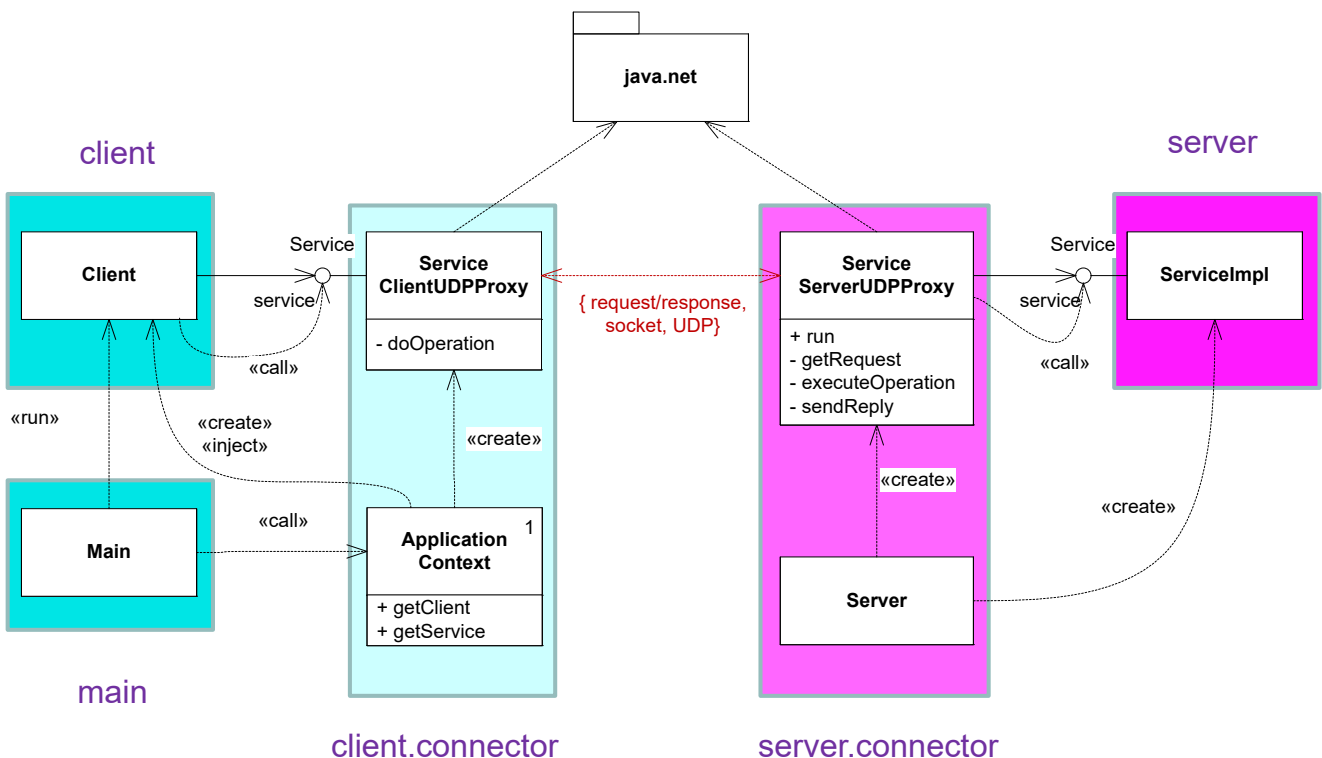 java.net
client
server
Client
Service
service
«call»
Service
ClientUDPProxy
- doOperation
{ request/response,
socket, UDP}
Service
ServerUDPProxy
+ run
- getRequest
- executeOperation
- sendReply
Service
service
«call»
ServiceImpl
«run»
«create»
«inject»
«create»
«create»
«create»
Main
«call»
Application
Context
1
+ getClient
+ getService
Server
main
client.connector
server.connector